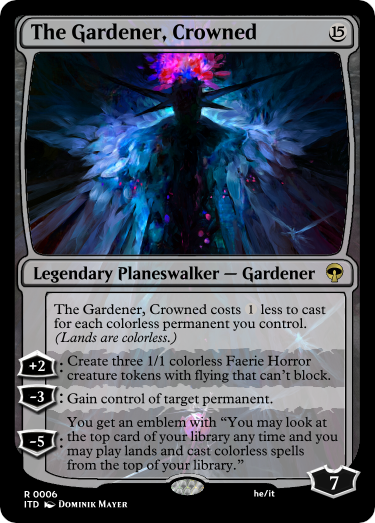 The Gardener, Crowned 15
Legendary Planeswalker — Gardener
The Gardener, Crowned costs 1 less to cast
for each colorless permanent you control.
(Lands are colorless.)
+2: Create three 1/1 colorless Faerie Horror
creature tokens with flying that can't block.
-3: Gain control of target permanent.
You get an emblem with “You may look at
the top card of your library any time and you
-5: may play lands and cast colorless spells
from the top of your library.”
7
R 0006 he/it
ITD Dominik Mayer